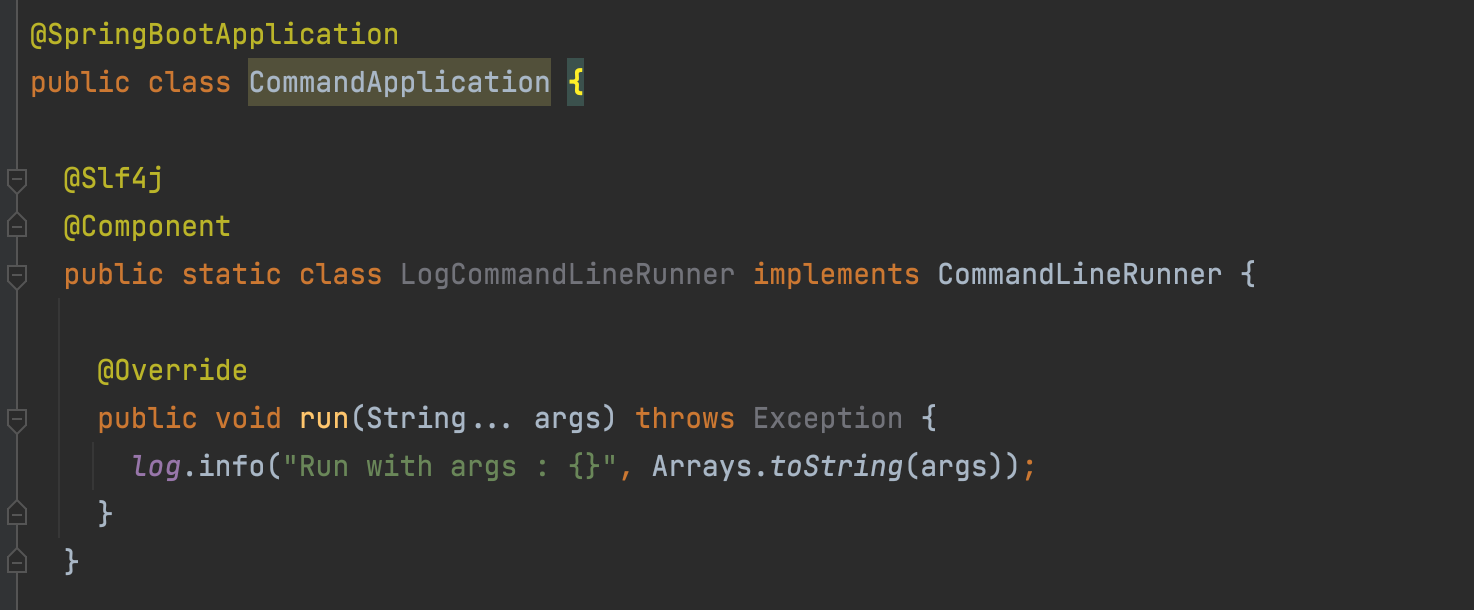 @SpringBootApplication
public class CommandApplication {
@Slf4j
@Component
public static class LogCommandLineRunner implements CommandLineRunner {
@Override
public void run(String... args) throws Exception {
log.info("Run with args : {}", Arrays.toString(args));
}
}